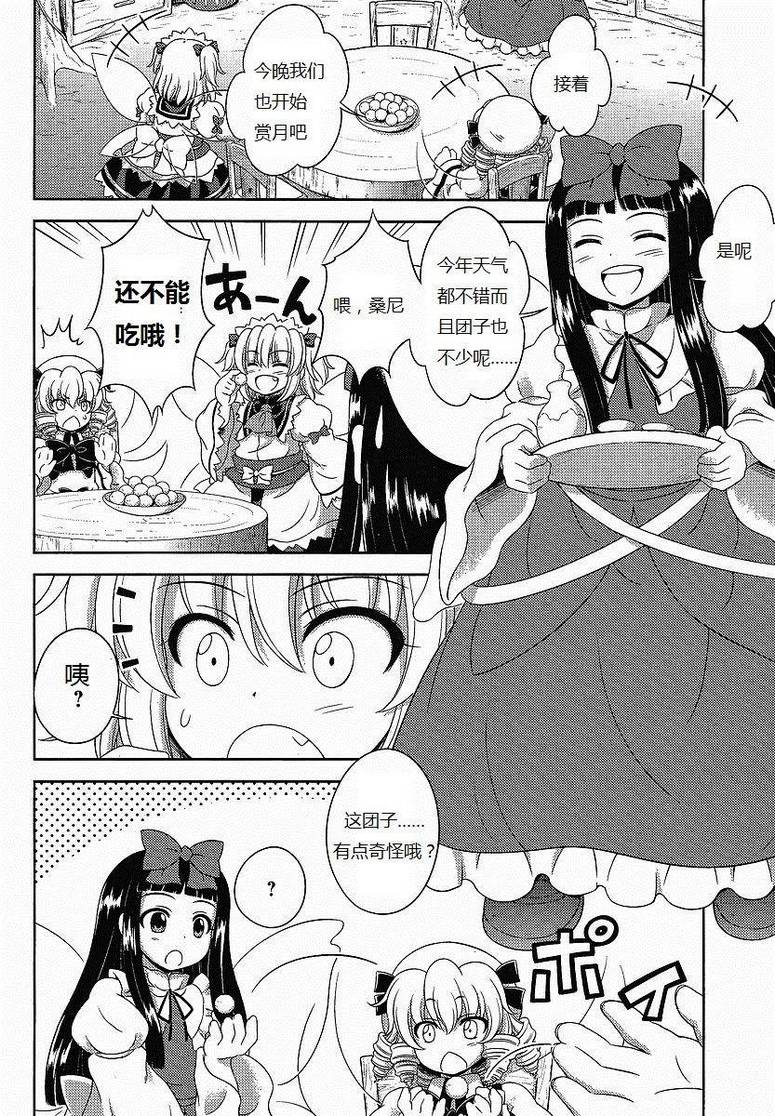 接着
今晚我们
也开始
赏月吧
是呢
今年天气
都不错而
且团子也
不少呢……
喂，桑尼
あーん
还不能
吃哦！
咦
？
这团子……
有点奇怪哦？
？
ポイ